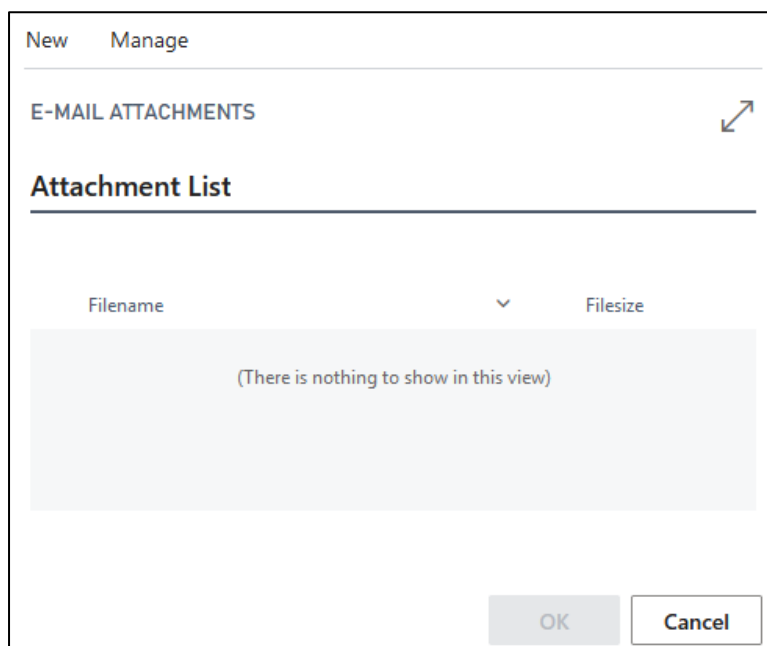 New Manage
E-MAIL ATTACHMENTS
Attachment List
Filename Filesize
(There is nothing to show in this view)
OK Cancel